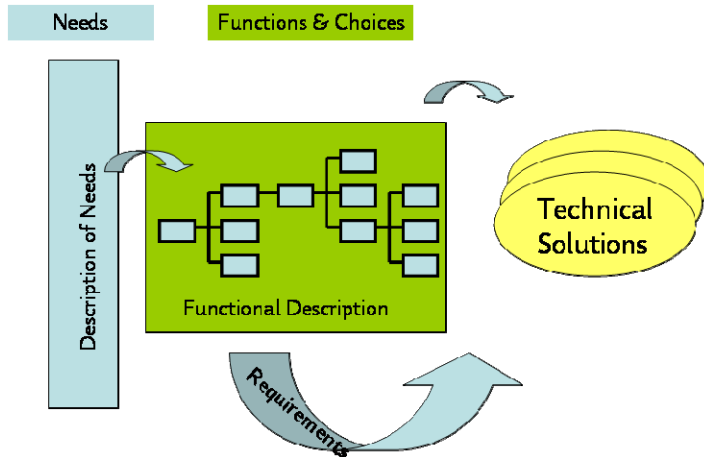 Needs
Functions & Choices
Description of Needs
Functional Description
Technical
Solutions
Requirements